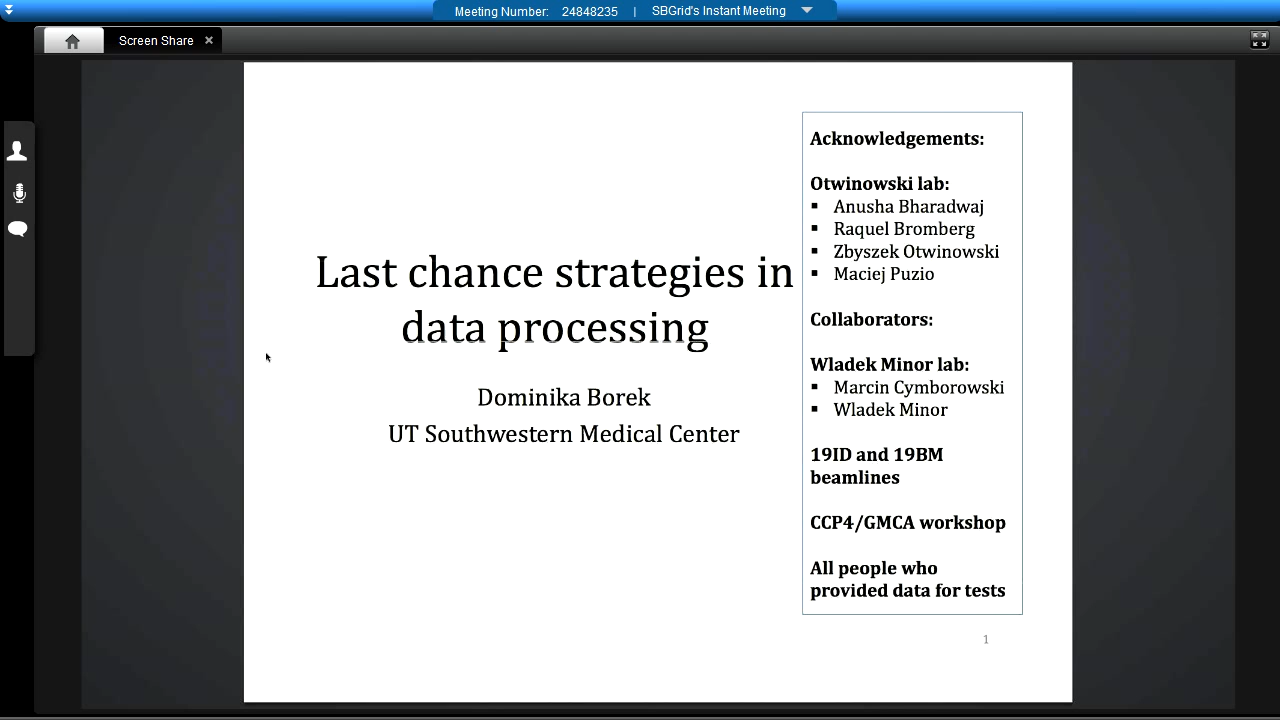 Meeting Number: 24848235 | SBGrid's Instant Meeting
Screen Share ×
Last chance strategies in
data processing
Dominika Borek
UT Southwestern Medical Center
Acknowledgements:
Otwinowski lab:
▪ Anusha Bharadwaj
▪ Raquel Bromberg
▪ Zbyszek Otwinowski
▪ Maciej Puzio
Collaborators:
Wladek Minor lab:
▪ Marcin Cymborowski
▪ Wladek Minor
19ID and 19BM
beamlines
CCP4/GMCA workshop
All people who
provided data for tests
1